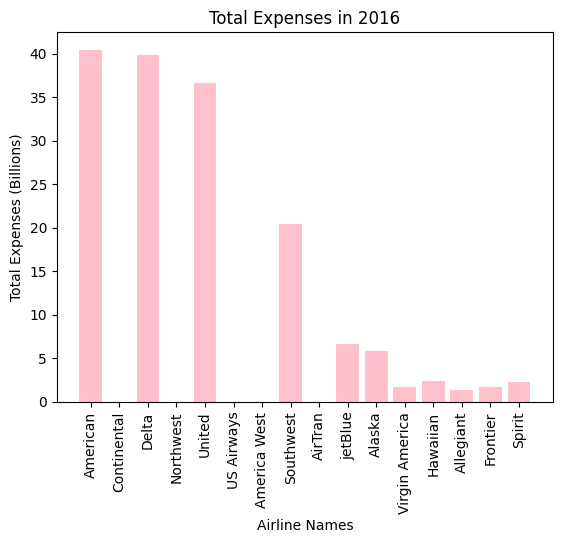 Total Expenses in 2016
Total Expenses (Billions)
40
35
30
25
20
15
10
5
0
American
Continental
Delta
Northwest
United
US Airways
America West
Southwest
AirTran
jetBlue
Alaska
Virgin America
Hawaiian
Allegiant
Frontier
Spirit
Airline Names